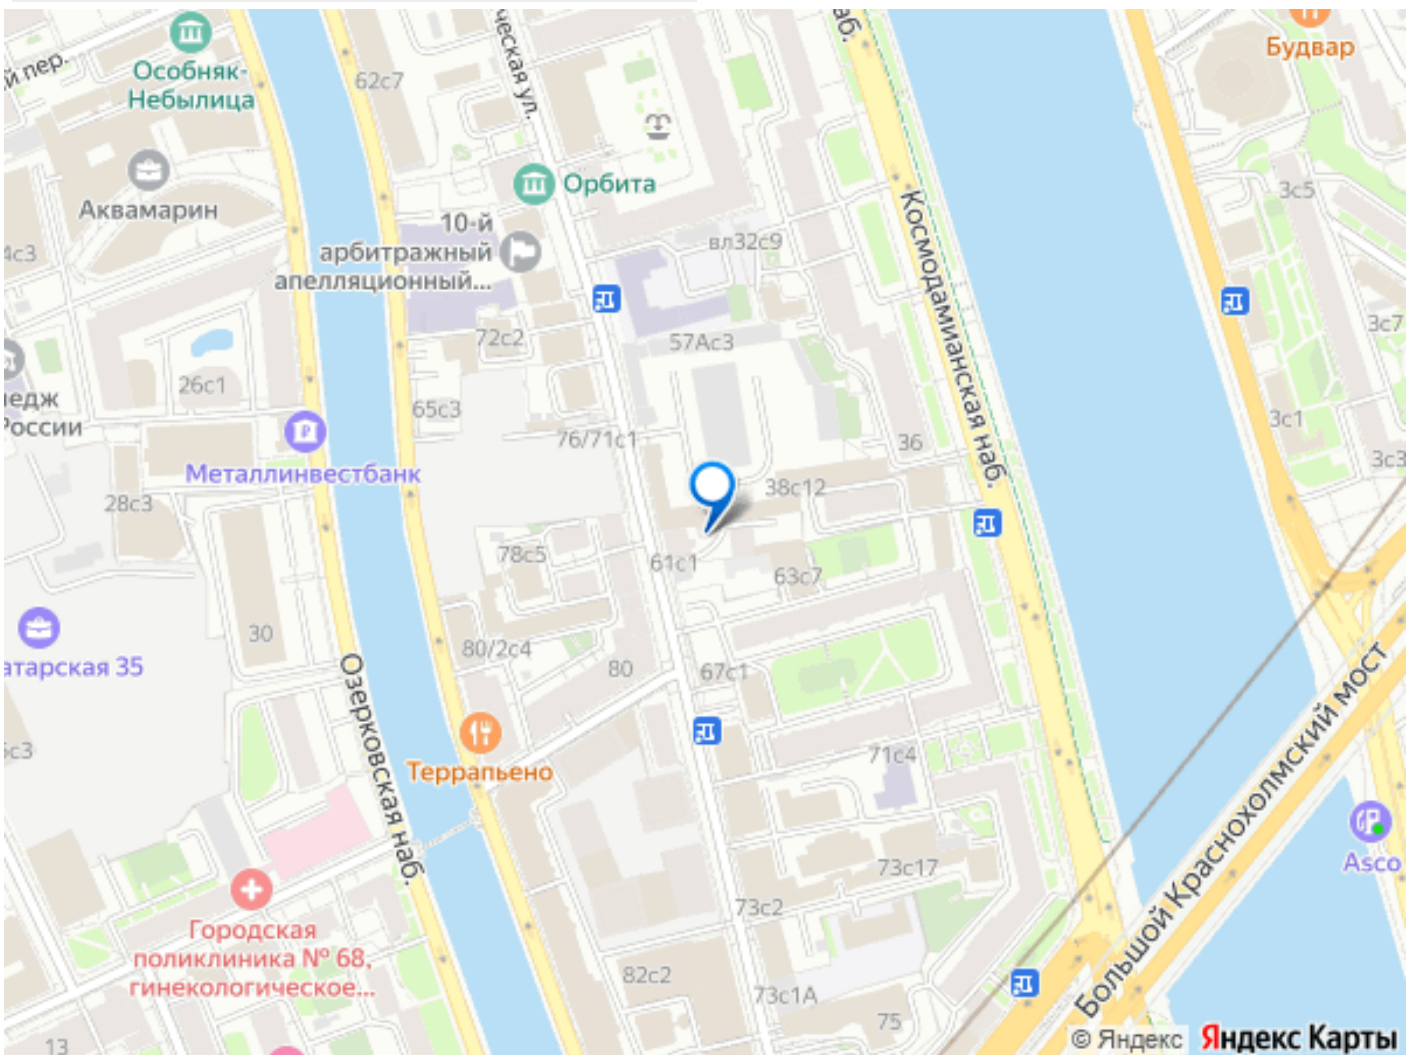 й пер.
Особняк-
Небылица
62с7
ческая ул.
аб.
Будвар
Аквамарин
Орбита
3с5
10-й
арбитражный
апелляционный...
4с3
вл32с9
Космодамианская наб.
72с2
57Ас3
3с7
26с1
едж
России
65с3
3с1
76/71с1
36
Металлинвестбанк
3с3
28с3
38с12
78с5
61с1
63с7
30
80/2с4
атарская 35
80
67с1
Озерковская наб.
Большой Краснохолмский мост
5с3
Террапьено
71с4
Asco
73с17
73с2
Городская
поликлиника № 68,
гинекологическое...
82с2
73с1А
75
13
© Яндекс Яндекс Карты